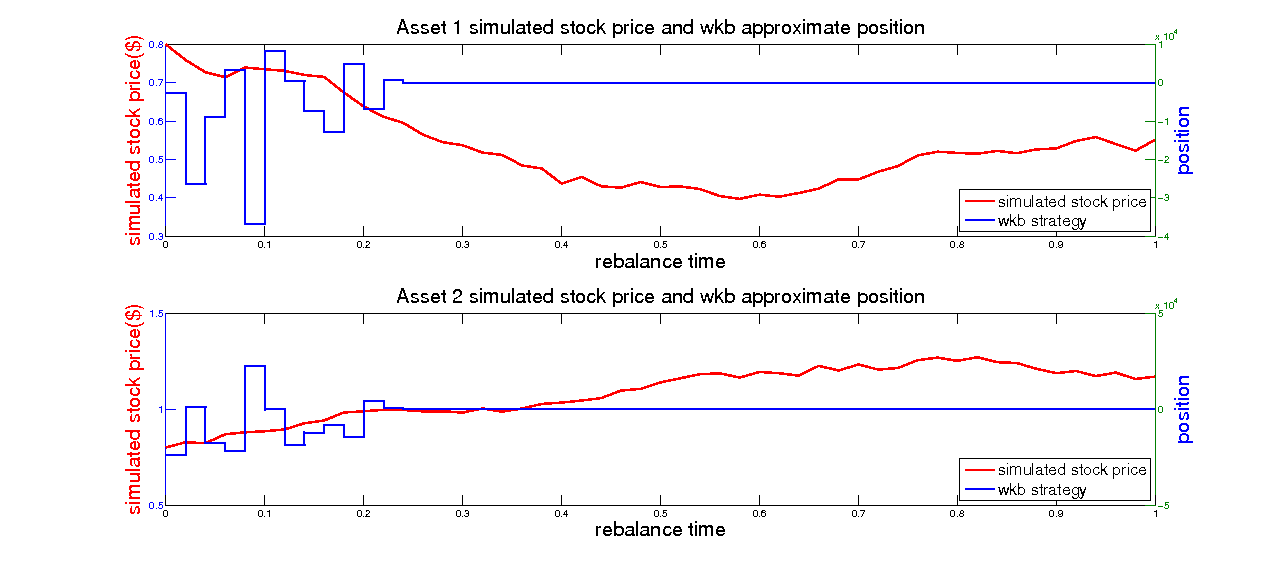 Asset 1 simulated stock price and wkb approximate position
x 10^4
simulated stock price($)
0.8
0.7
0.6
0.5
0.4
0.3
1
0
−1
−2
−3
−4
position
simulated stock price
wkb strategy
0 0.1 0.2 0.3 0.4 0.5 0.6 0.7 0.8 0.9 1
rebalance time
Asset 2 simulated stock price and wkb approximate position
x 10^4
simulated stock price($)
1.5
1
0.5
5
0
−5
position
simulated stock price
wkb strategy
0 0.1 0.2 0.3 0.4 0.5 0.6 0.7 0.8 0.9 1
rebalance time